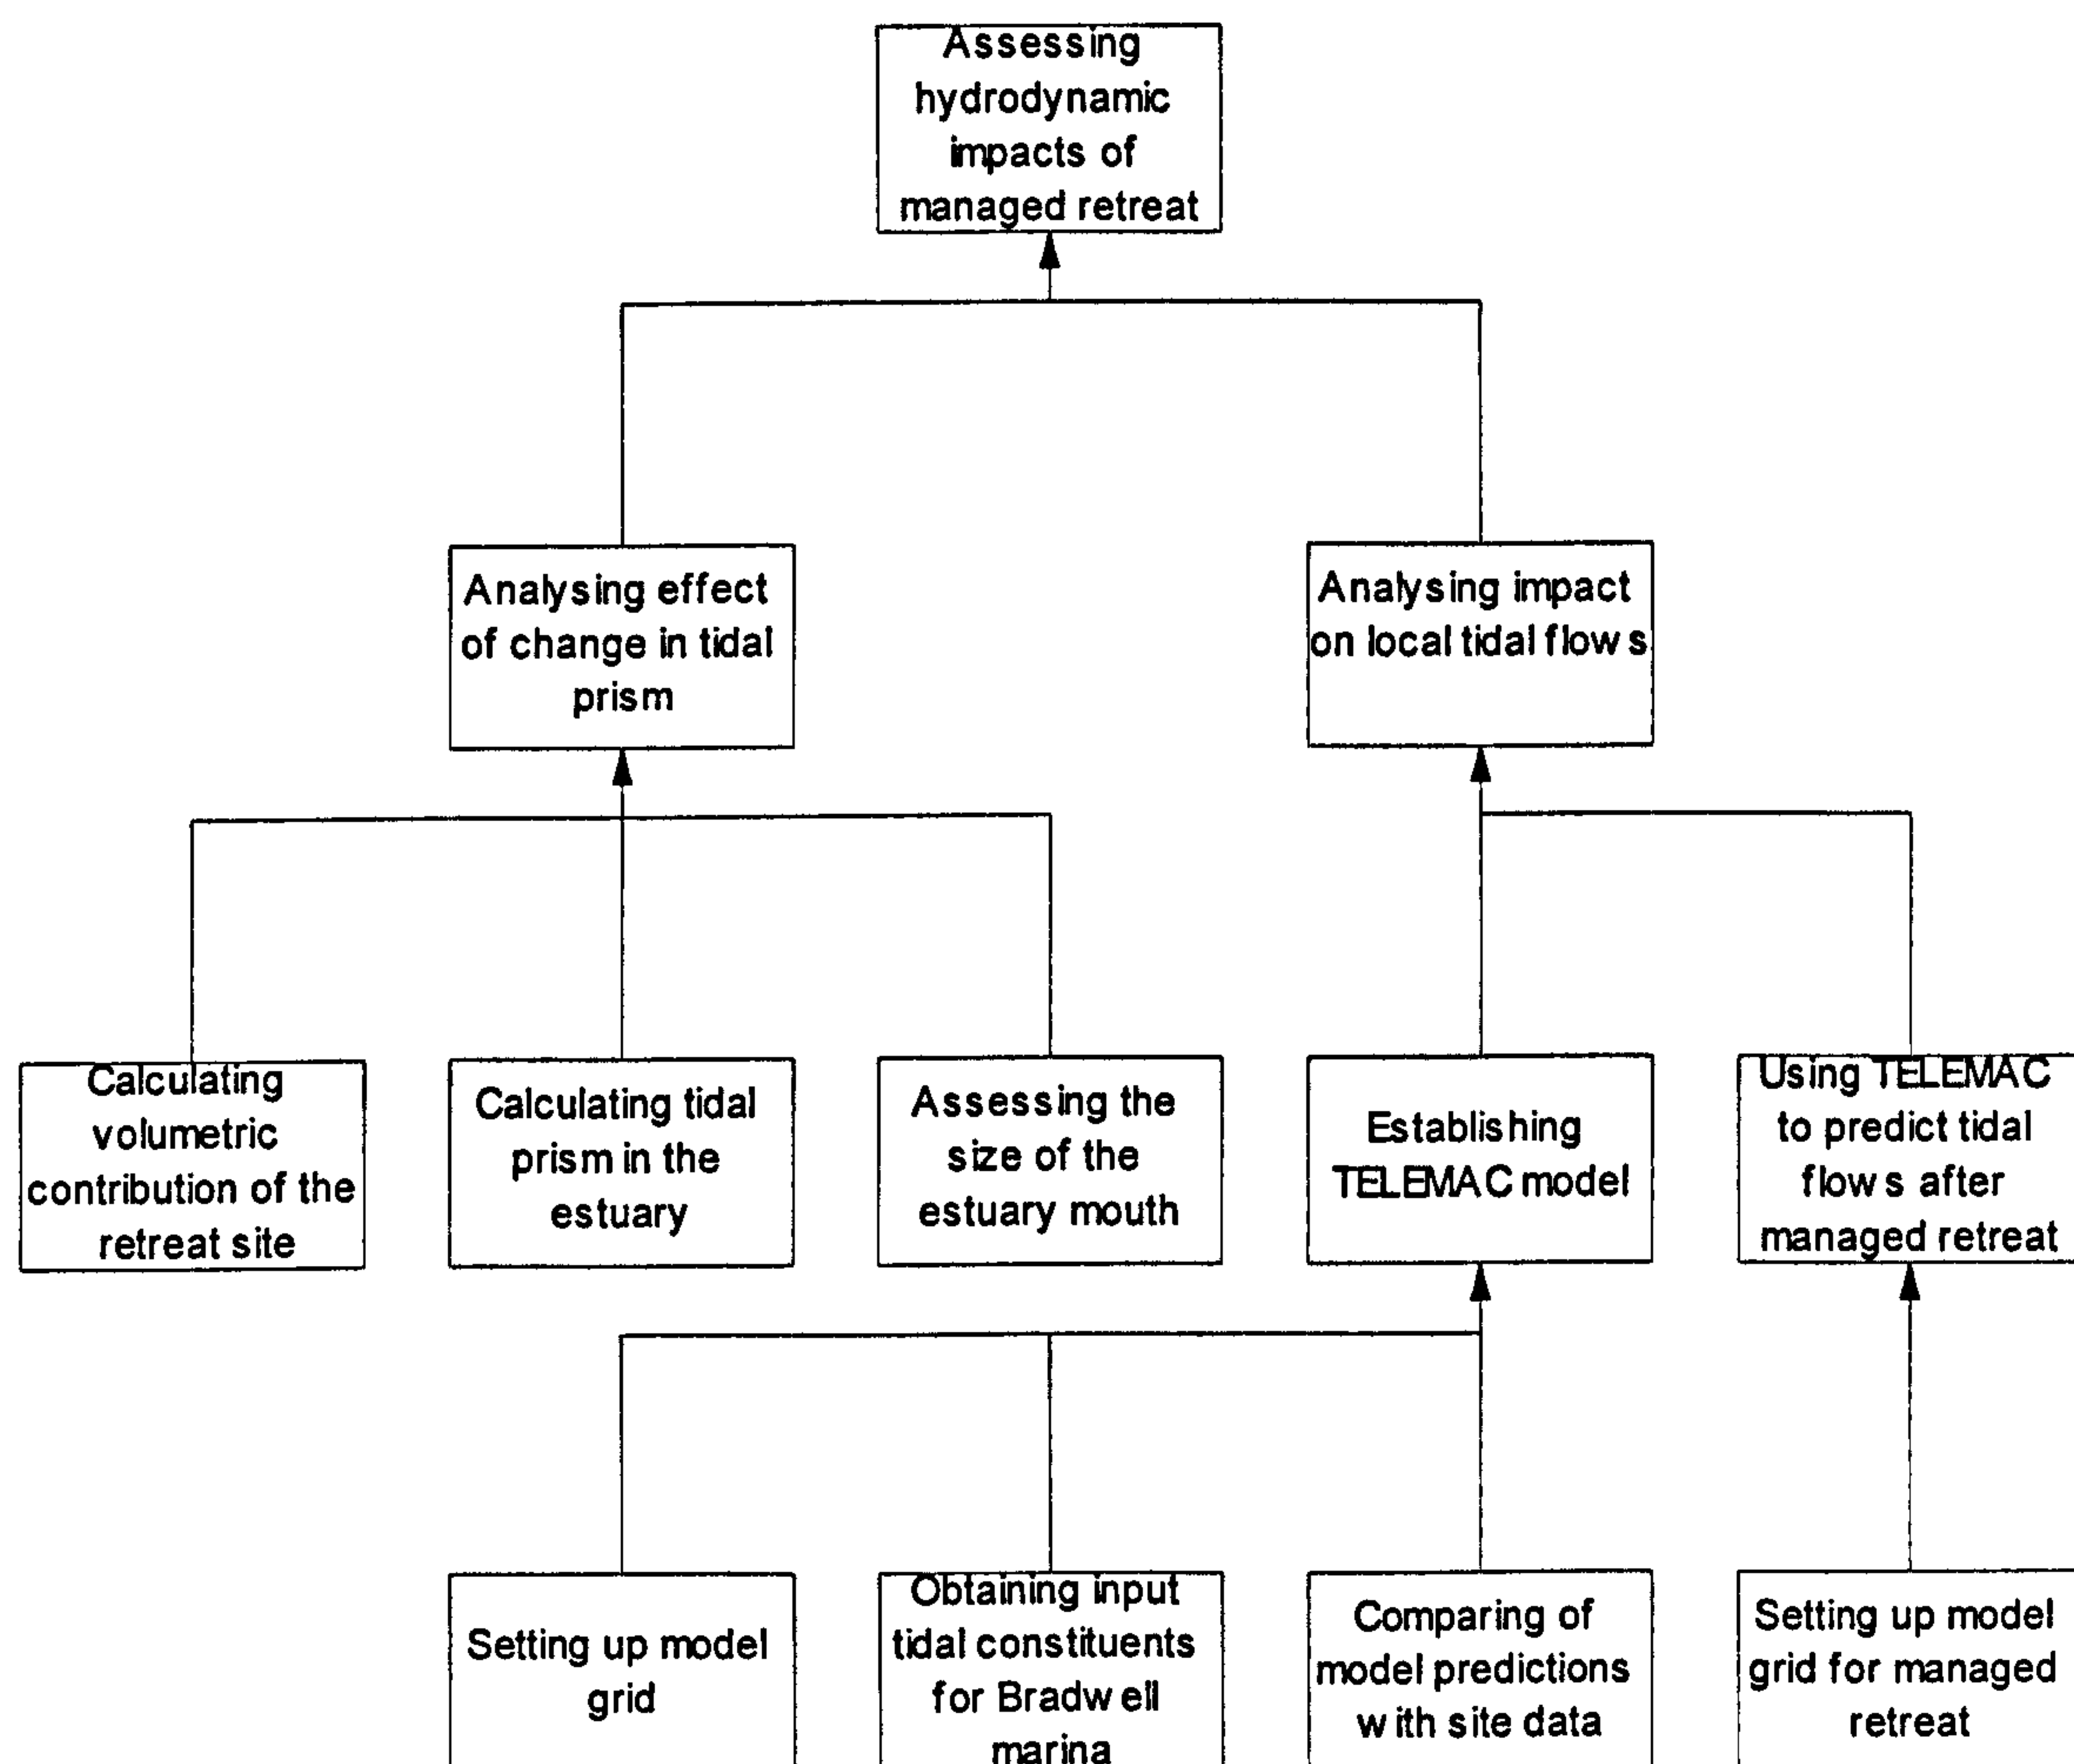 Assessing
hydrodynamic
impacts of
managed retreat
Analysing effect
of change in tidal
prism
Analysing impact
on local tidal flows
Calculating
volumetric
contribution of the
retreat site
Calculating tidal
prism in the
estuary
Assessing the
size of the
estuary mouth
Establishing
TELEMAC model
Using TELEMAC
to predict tidal
flows after
managed retreat
Setting up model
grid
Obtaining input
tidal constituents
for Bradwell
marina
Comparing of
model predictions
with site data
Setting up model
grid for managed
retreat